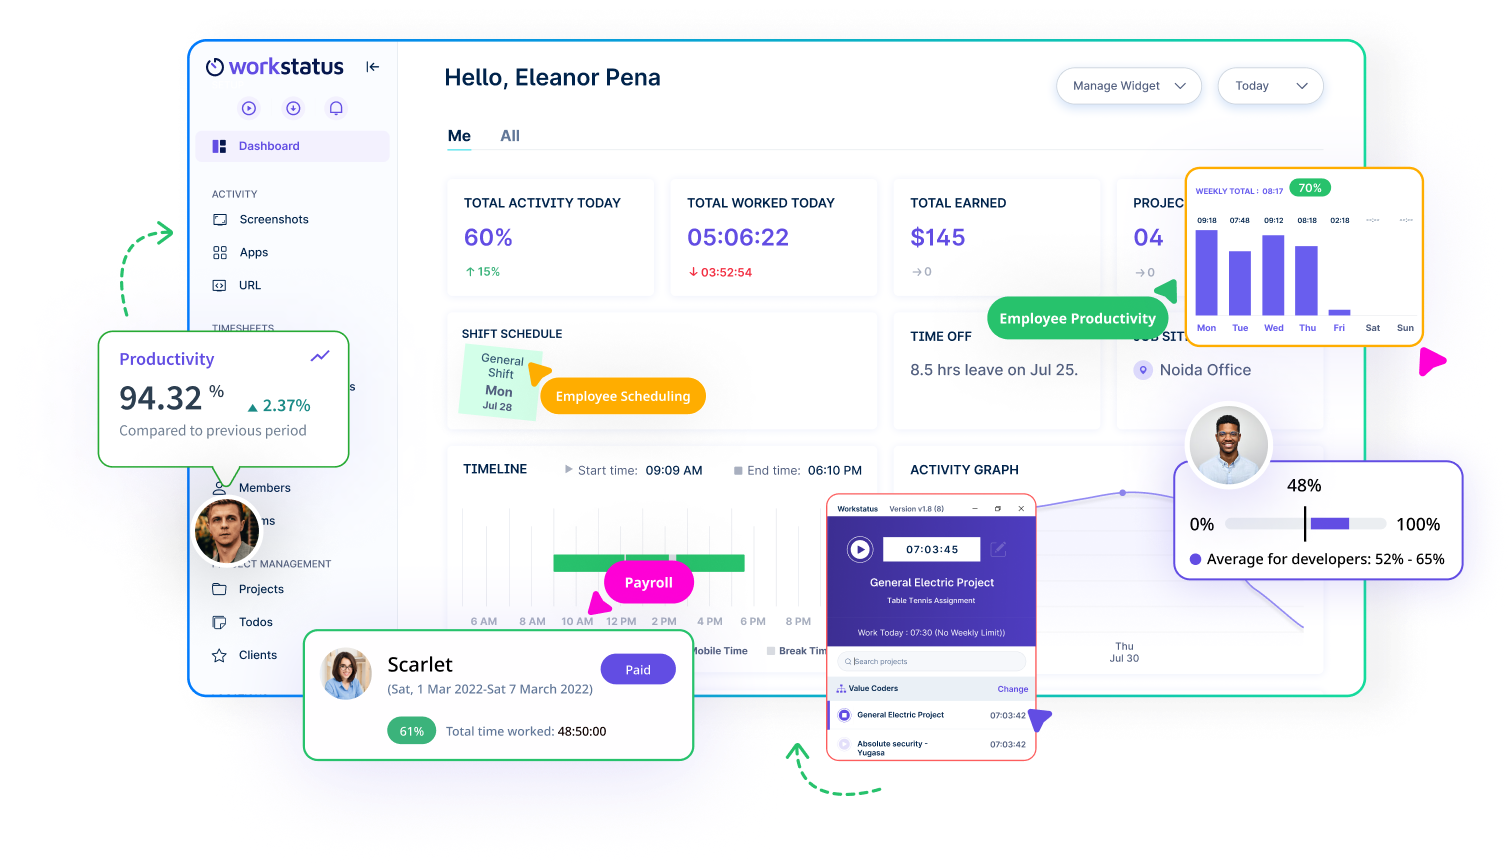 workstatus
Dashboard
ACTIVITY
Screenshots
Apps
URL
TIMESHEETS
s
Productivity
94.32 %
▲ 2.37%
Compared to previous period
Members
ms
PROJECT MANAGEMENT
Projects
Todos
Clients
Hello, Eleanor Pena
Manage Widget
Today
Me
All
TOTAL ACTIVITY TODAY
60%
↑ 15%
TOTAL WORKED TODAY
05:06:22
↓ 03:52:54
TOTAL EARNED
$145
→ 0
PROJEC
04
→ 0
WEEKLY TOTAL : 08:17
70%
09:18 07:48 09:12 08:18 02:18 --:-- --:--
Mon Tue Wed Thu Fri Sat Sun
Employee Productivity
SHIFT SCHEDULE
General
Shift
Mon
Jul 28
Employee Scheduling
TIME OFF
8.5 hrs leave on Jul 25.
JOB SIT
Noida Office
TIMELINE
Start time: 09:09 AM
End time: 06:10 PM
6 AM 8 AM 10 AM 12 PM 2 PM 4 PM 6 PM 8 PM
Payroll
Mobile Time
Break Tim
ACTIVITY GRAPH
Thu
Jul 30
48%
0%
100%
Average for developers: 52% - 65%
Workstatus Version v1.8 (8)
07:03:45
General Electric Project
Table Tennis Assignment
Work Today : 07:30 (No Weekly Limit))
Search projects
Value Coders
Change
General Electric Project 07:03:42
Absolute security - 07:03:42
Yugasa
Scarlet
Paid
(Sat, 1 Mar 2022-Sat 7 March 2022)
61%
Total time worked: 48:50:00